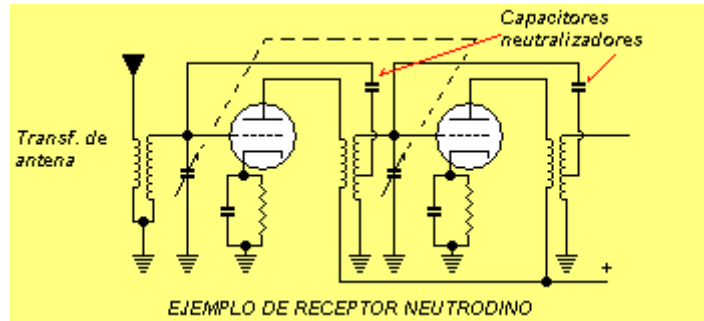 Capacitores
neutralizadores
Transf. de
antena
+
EJEMPLO DE RECEPTOR NEUTRODINO